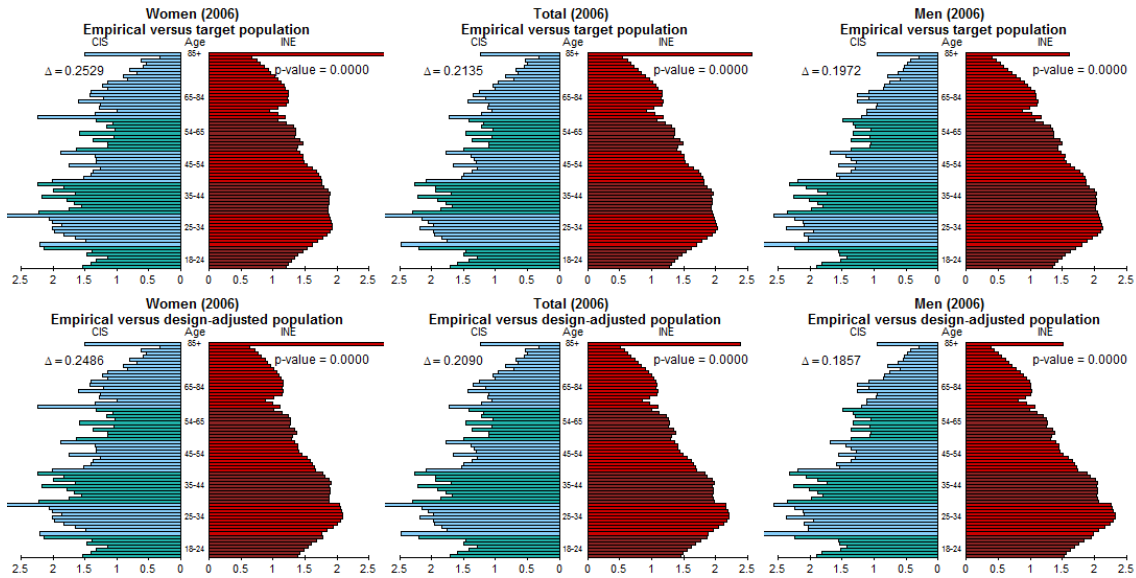 Women (2006)
Empirical versus target population
CIS Age INE
Δ = 0.2529 p-value = 0.0000
85+
65-84
54-65
45-54
35-44
25-34
18-24
2.5 2 1.5 1 0.5 0 0 0.5 1 1.5 2 2.5
Total (2006)
Empirical versus target population
CIS Age INE
Δ = 0.2135 p-value = 0.0000
85+
65-84
54-65
45-54
35-44
25-34
18-24
2.5 2 1.5 1 0.5 0 0 0.5 1 1.5 2 2.5
Men (2006)
Empirical versus target population
CIS Age INE
Δ = 0.1972 p-value = 0.0000
85+
65-84
54-65
45-54
35-44
25-34
18-24
2.5 2 1.5 1 0.5 0 0 0.5 1 1.5 2 2.5
Women (2006)
Empirical versus design-adjusted population
CIS Age INE
Δ = 0.2486 p-value = 0.0000
85+
65-84
54-65
45-54
35-44
25-34
18-24
2.5 2 1.5 1 0.5 0 0 0.5 1 1.5 2 2.5
Total (2006)
Empirical versus design-adjusted population
CIS Age INE
Δ = 0.2090 p-value = 0.0000
85+
65-84
54-65
45-54
35-44
25-34
18-24
2.5 2 1.5 1 0.5 0 0 0.5 1 1.5 2 2.5
Men (2006)
Empirical versus design-adjusted population
CIS Age INE
Δ = 0.1857 p-value = 0.0000
85+
65-84
54-65
45-54
35-44
25-34
18-24
2.5 2 1.5 1 0.5 0 0 0.5 1 1.5 2 2.5